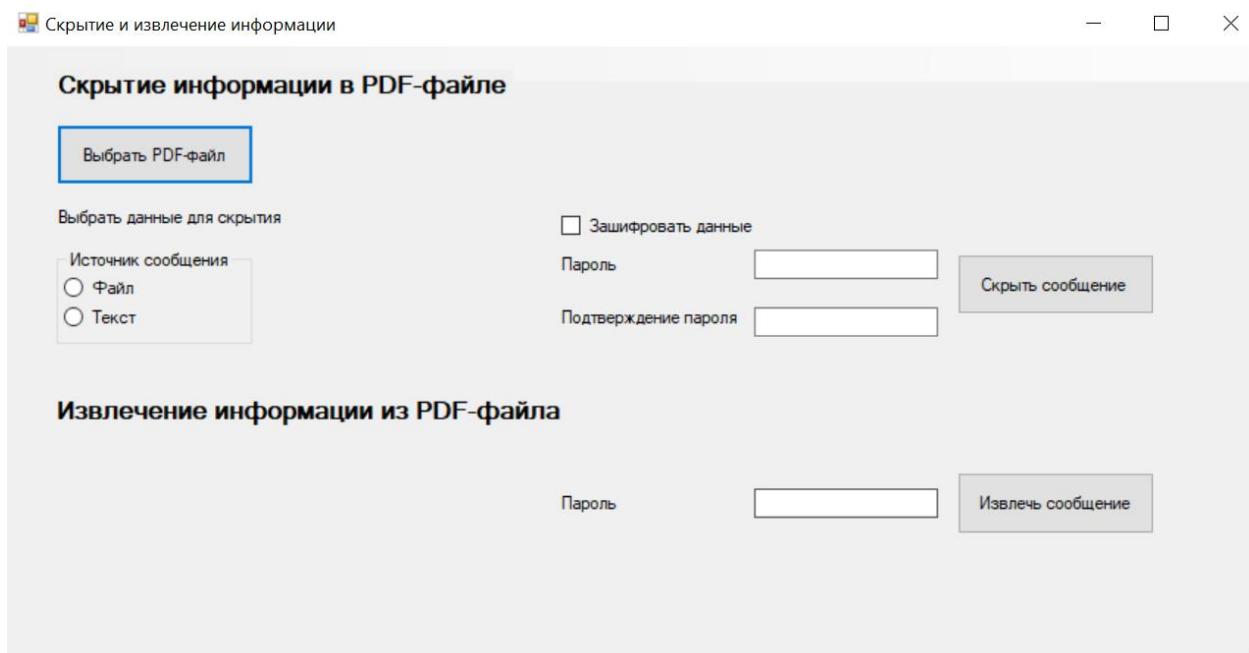 Скрытие и извлечение информации
Скрытие информации в PDF-файле
Выбрать PDF-файл
Выбрать данные для скрытия
Зашифровать данные
Источник сообщения
Файл
Текст
Пароль
Подтверждение пароля
Скрыть сообщение
Извлечение информации из PDF-файла
Пароль
Извлечь сообщение